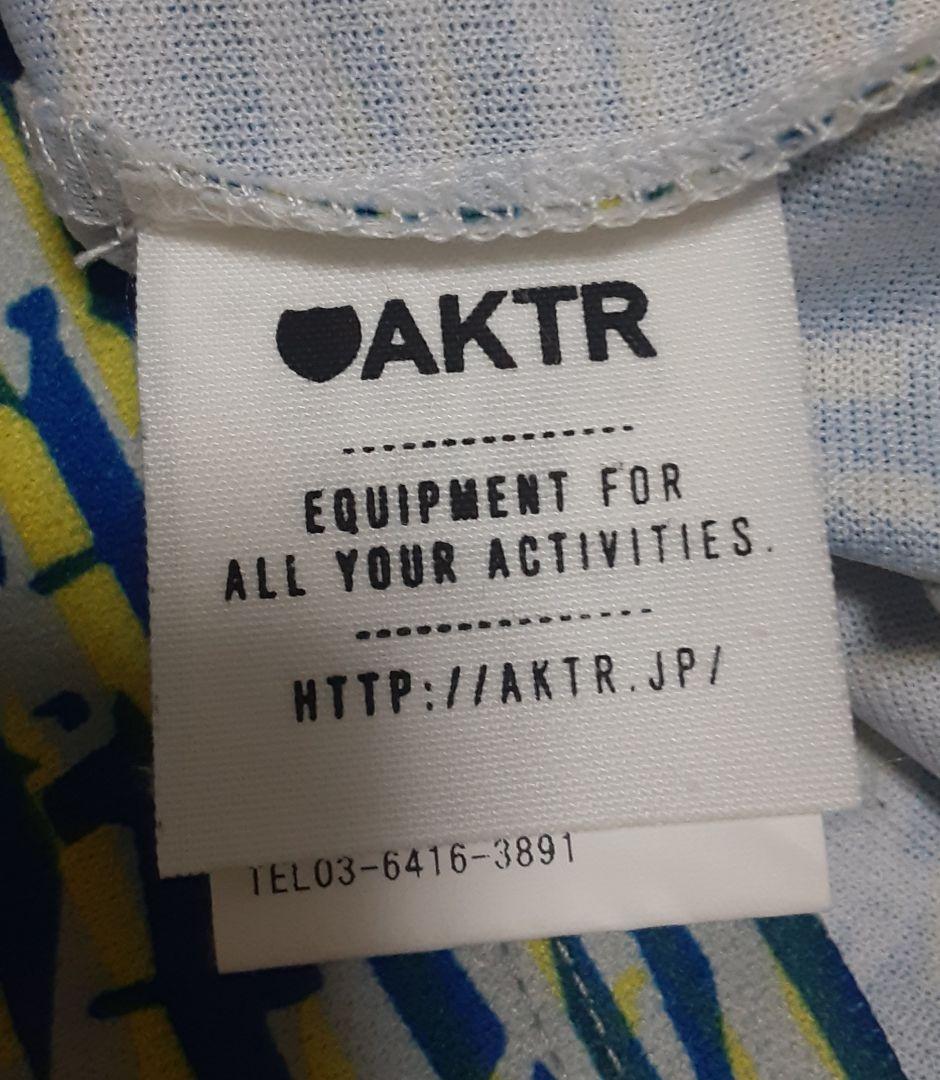 AKTR
EQUIPMENT FOR
ALL YOUR ACTIVITIES.
HTTP://AKTR.JP/
TEL03-6416-3891